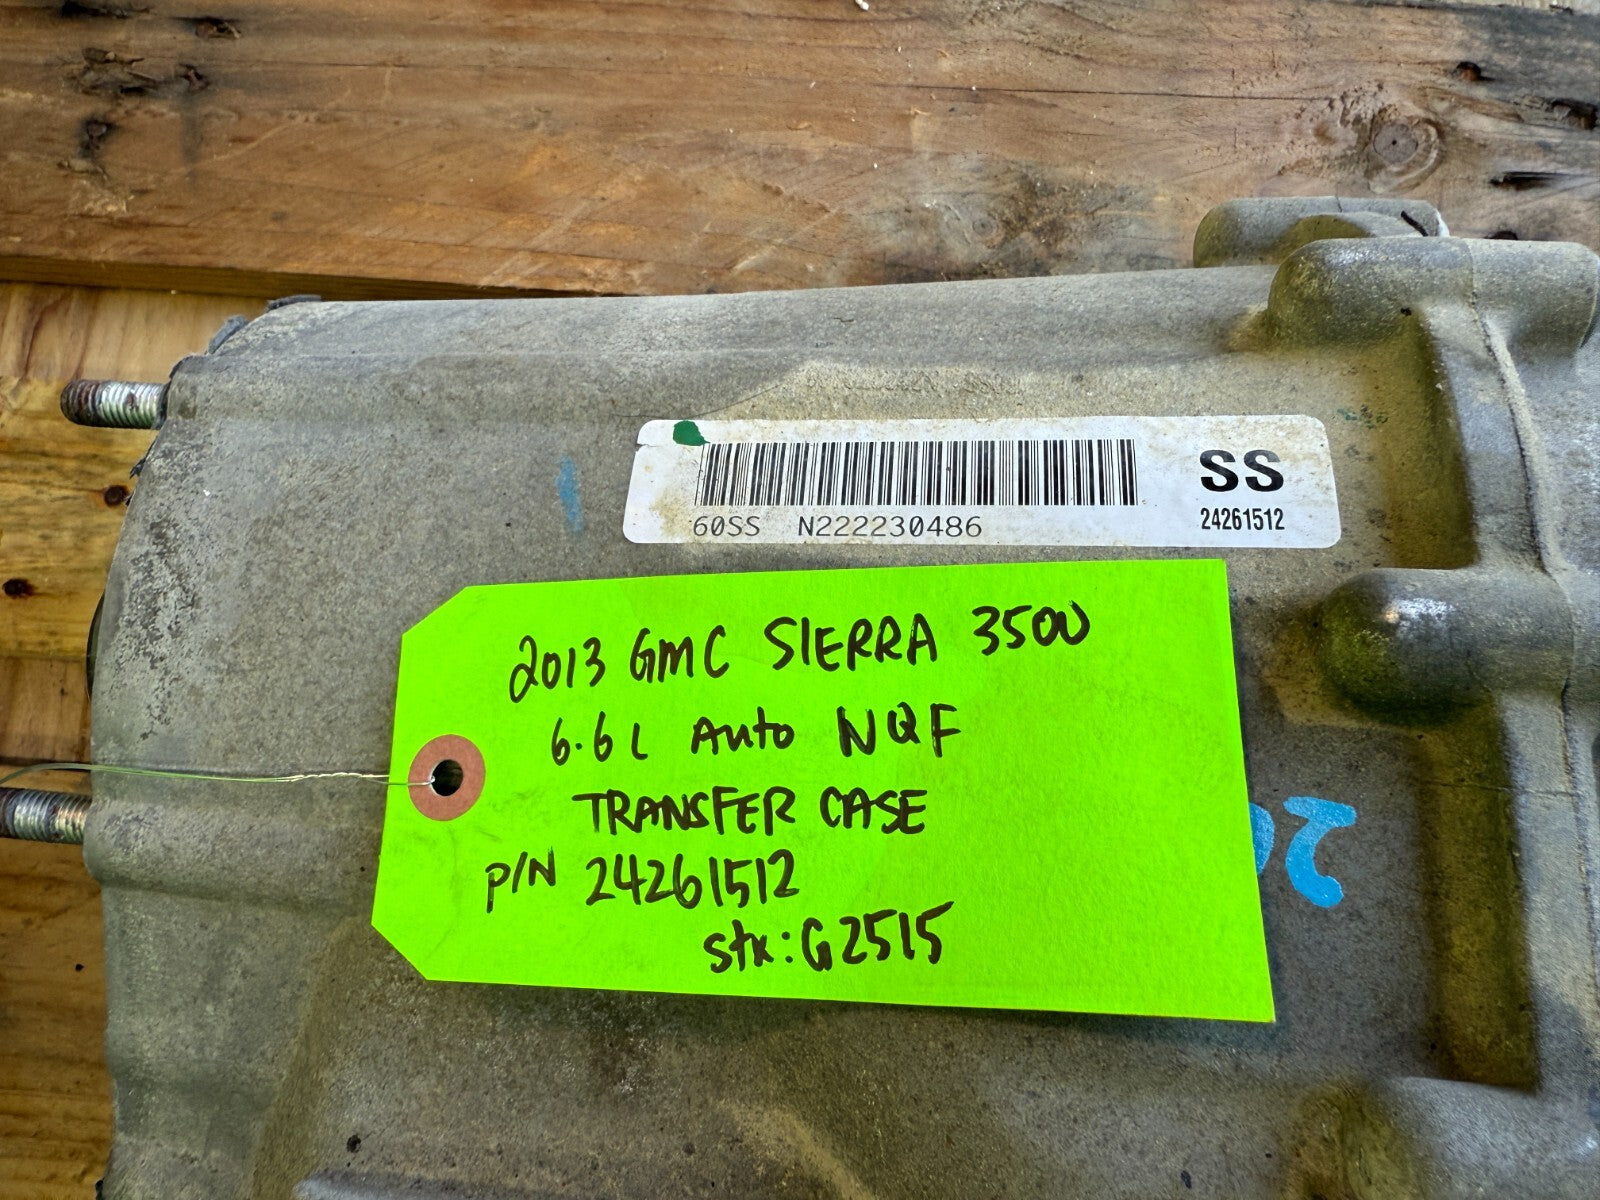 SS
60SS N222230486
24261512
2013 GMC SIERRA 3500
6.6L Auto NQF
TRANSFER CASE
P/N 24261512
stk: G2515